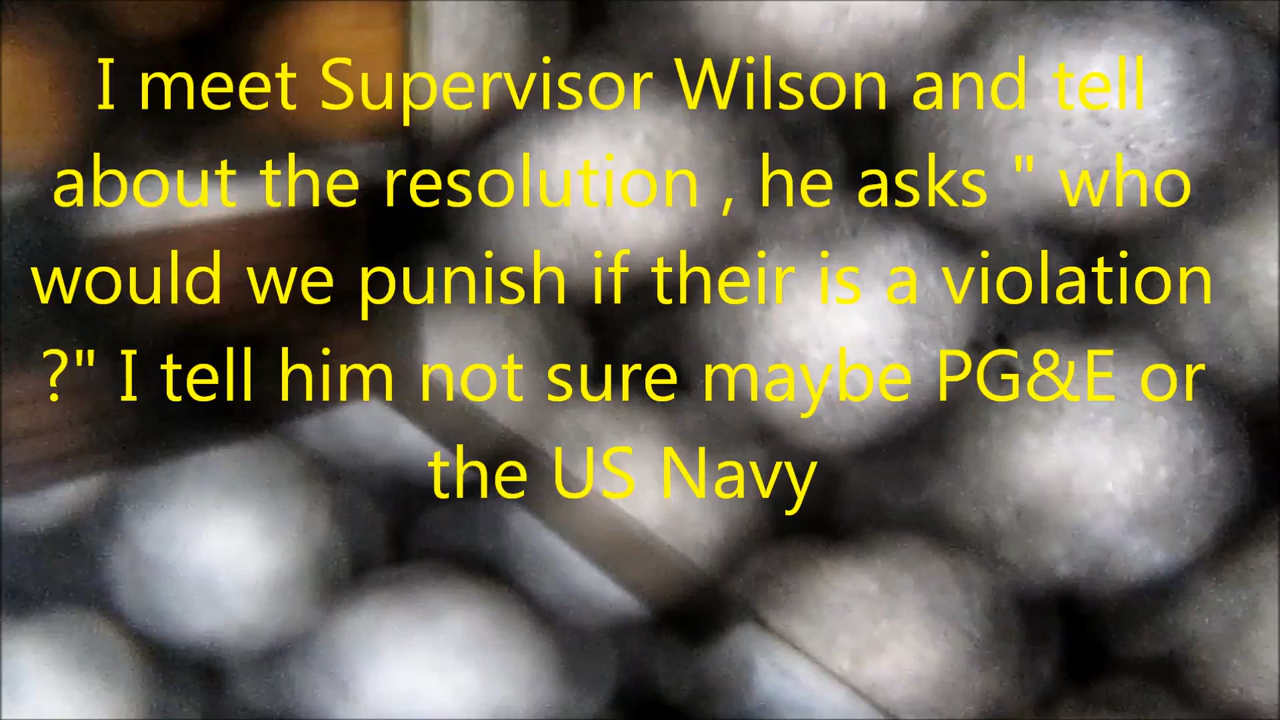 I meet Supervisor Wilson and tell
about the resolution , he asks " who
would we punish if their is a violation
?" I tell him not sure maybe PG&E or
the US Navy